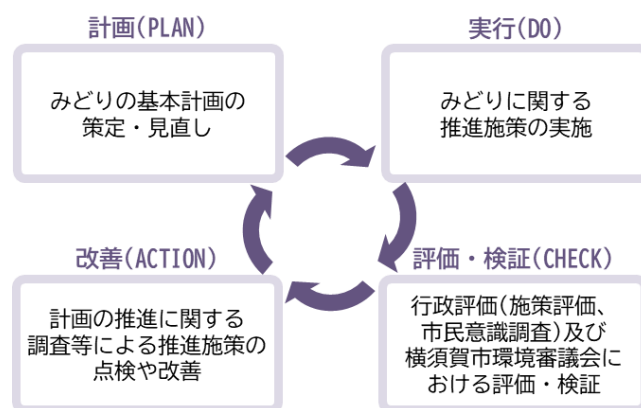 計画(PLAN)
みどりの基本計画の
策定・見直し
実行(DO)
みどりに関する
推進施策の実施
改善(ACTION)
計画の推進に関する
調査等による推進施策の
点検や改善
評価・検証(CHECK)
行政評価(施策評価、
市民意識調査)及び
横須賀市環境審議会に
おける評価・検証